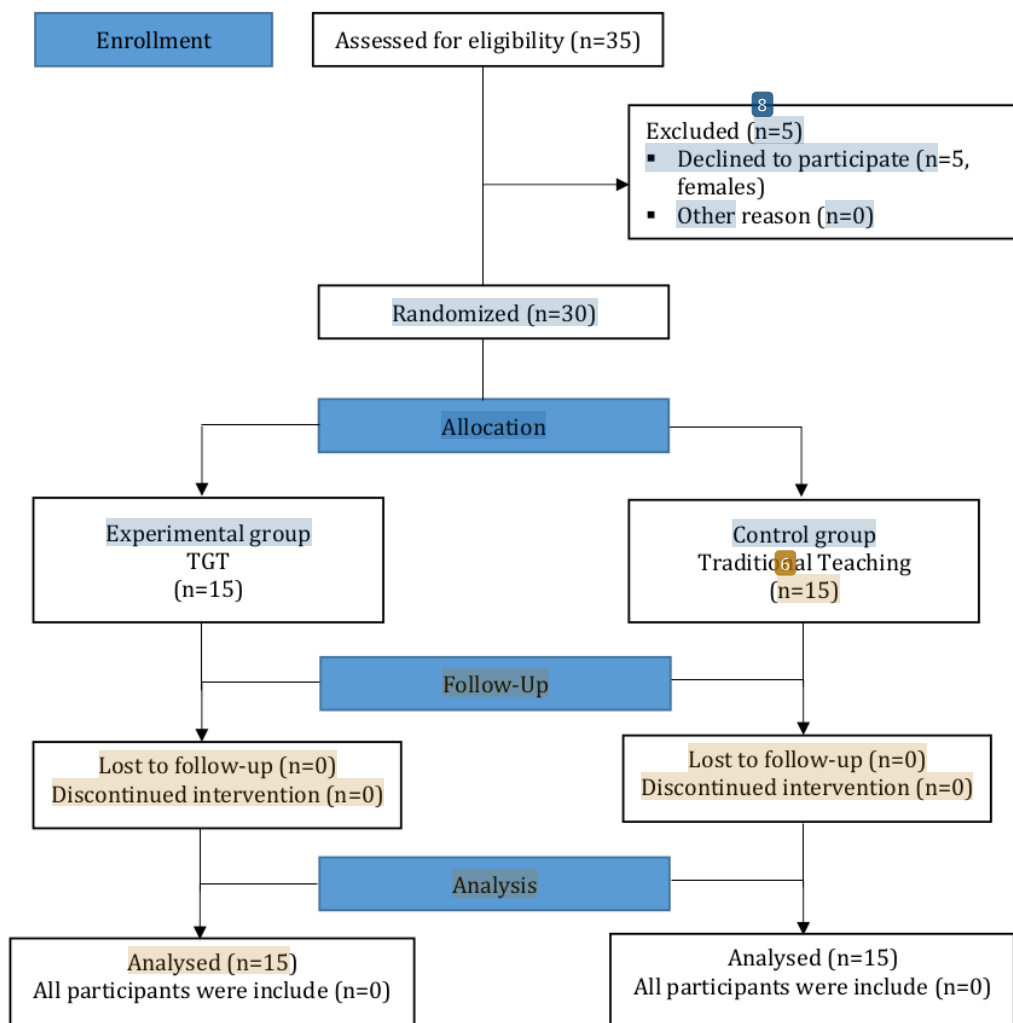 Enrollment
Assessed for eligibility (n=35)
8
Excluded (n=5)
▪ Declined to participate (n=5,
females)
▪ Other reason (n=0)
Randomized (n=30)
Allocation
Experimental group
TGT
(n=15)
Control group
Traditional Teaching
6
(n=15)
Follow-Up
Lost to follow-up (n=0)
Discontinued intervention (n=0)
Lost to follow-up (n=0)
Discontinued intervention (n=0)
Analysis
Analysed (n=15)
All participants were include (n=0)
Analysed (n=15)
All participants were include (n=0)